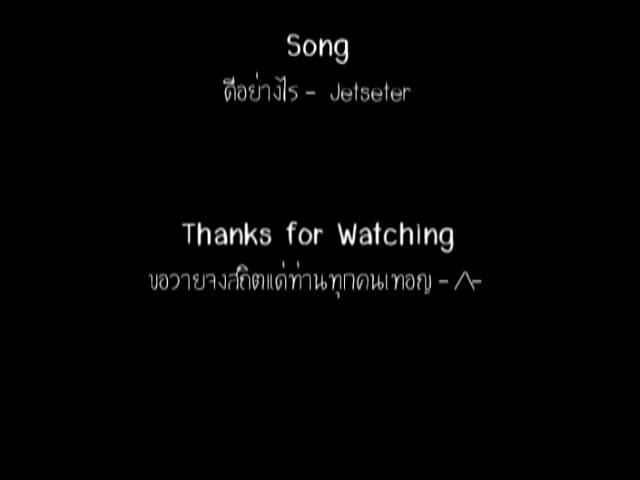 Song
ดีอย่างไร - Jetseter
Thanks for Watching
ขอวายจงสถิตแด่ท่านทุกคนเทอญ -^-